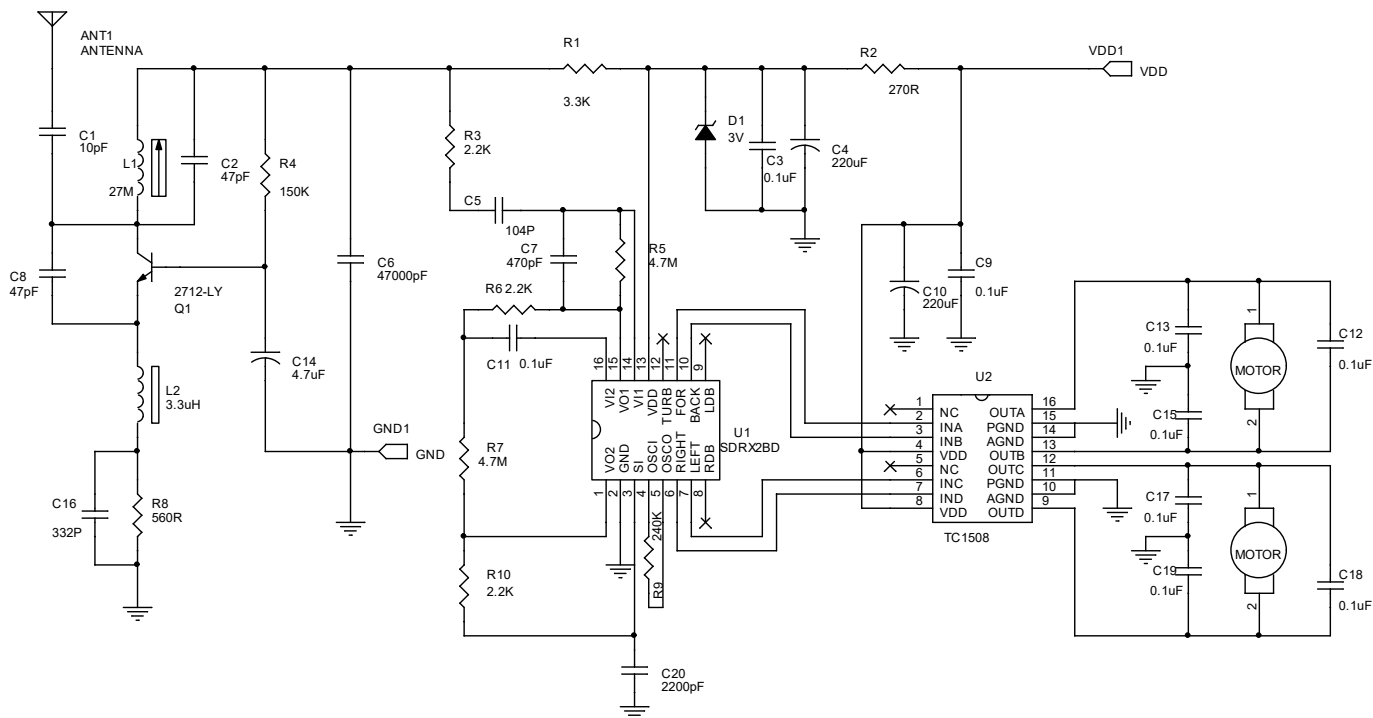 ANT1
ANTENNA
R1
3.3K
R2
270R
VDD1
VDD
C1
10pF
L1
27M
C2
47pF
R4
150K
R3
2.2K
D1
3V
C3
0.1uF
C4
220uF
C5
104P
C7
470pF
R5
4.7M
C8
47pF
2712-LY
Q1
C6
47000pF
R6 2.2K
C11
0.1uF
C14
4.7uF
C10
220uF
C9
0.1uF
L2
3.3uH
GND1
GND
R7
4.7M
16 15 14 13 12 11 10 9
VI2 VO1 VI1 VDD TURB FOR BACK LDB
VO2 GND SI OSCI OSCO RIGHT LEFT RDB
1 2 3 4 5 6 7 8
U1
SDRX2BD
240K
R9
C16
332P
R8
560R
R10
2.2K
C20
2200pF
U2
1 NC OUTA 16
2 INA PGND 15
3 INB AGND 14
4 VDD OUTB 13
5 NC OUTC 12
6 INC PGND 11
7 IND AGND 10
8 VDD OUTD 9
TC1508
C13
0.1uF
C15
0.1uF
1
MOTOR
2
C12
0.1uF
C17
0.1uF
C19
0.1uF
1
MOTOR
2
C18
0.1uF